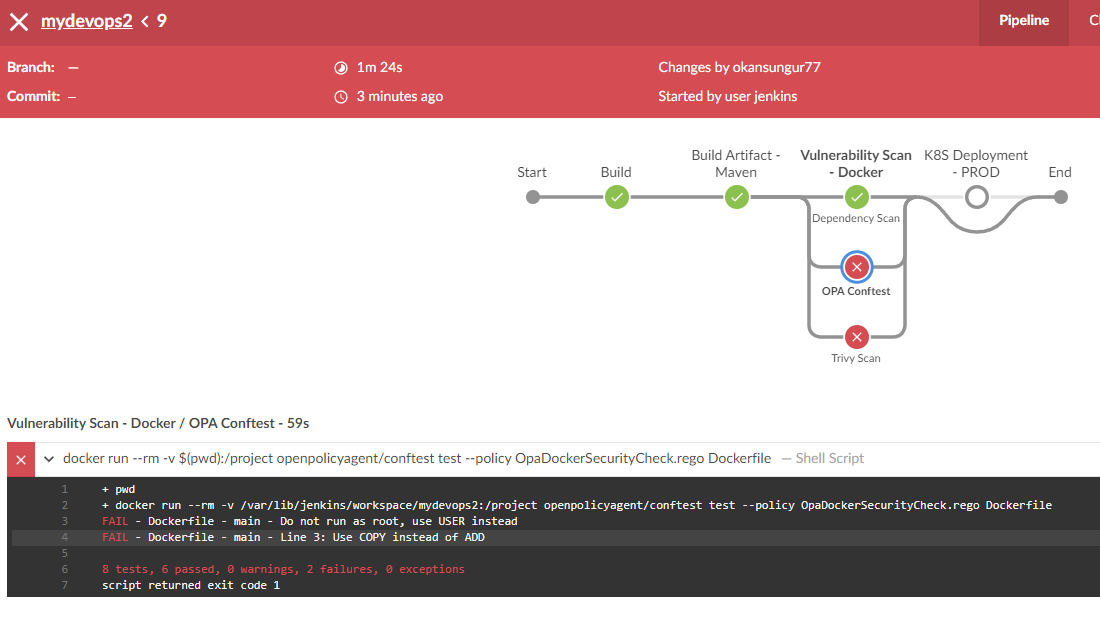 mydevops2 < 9
Pipeline
Branch: —
1m 24s
Changes by okansungur77
Commit: –
3 minutes ago
Started by user jenkins
Start
Build
Build Artifact -
Maven
Vulnerability Scan
- Docker
K8S Deployment
- PROD
End
Dependency Scan
OPA Conftest
Trivy Scan
Vulnerability Scan - Docker / OPA Conftest - 59s
docker run --rm -v $(pwd):/project openpolicyagent/conftest test --policy OpaDockerSecurityCheck.rego Dockerfile — Shell Script
1 + pwd
2 + docker run --rm -v /var/lib/jenkins/workspace/mydevops2:/project openpolicyagent/conftest test --policy OpaDockerSecurityCheck.rego Dockerfile
3 FAIL - Dockerfile - main - Do not run as root, use USER instead
4 FAIL - Dockerfile - main - Line 3: Use COPY instead of ADD
5
6 8 tests, 6 passed, 0 warnings, 2 failures, 0 exceptions
7 script returned exit code 1